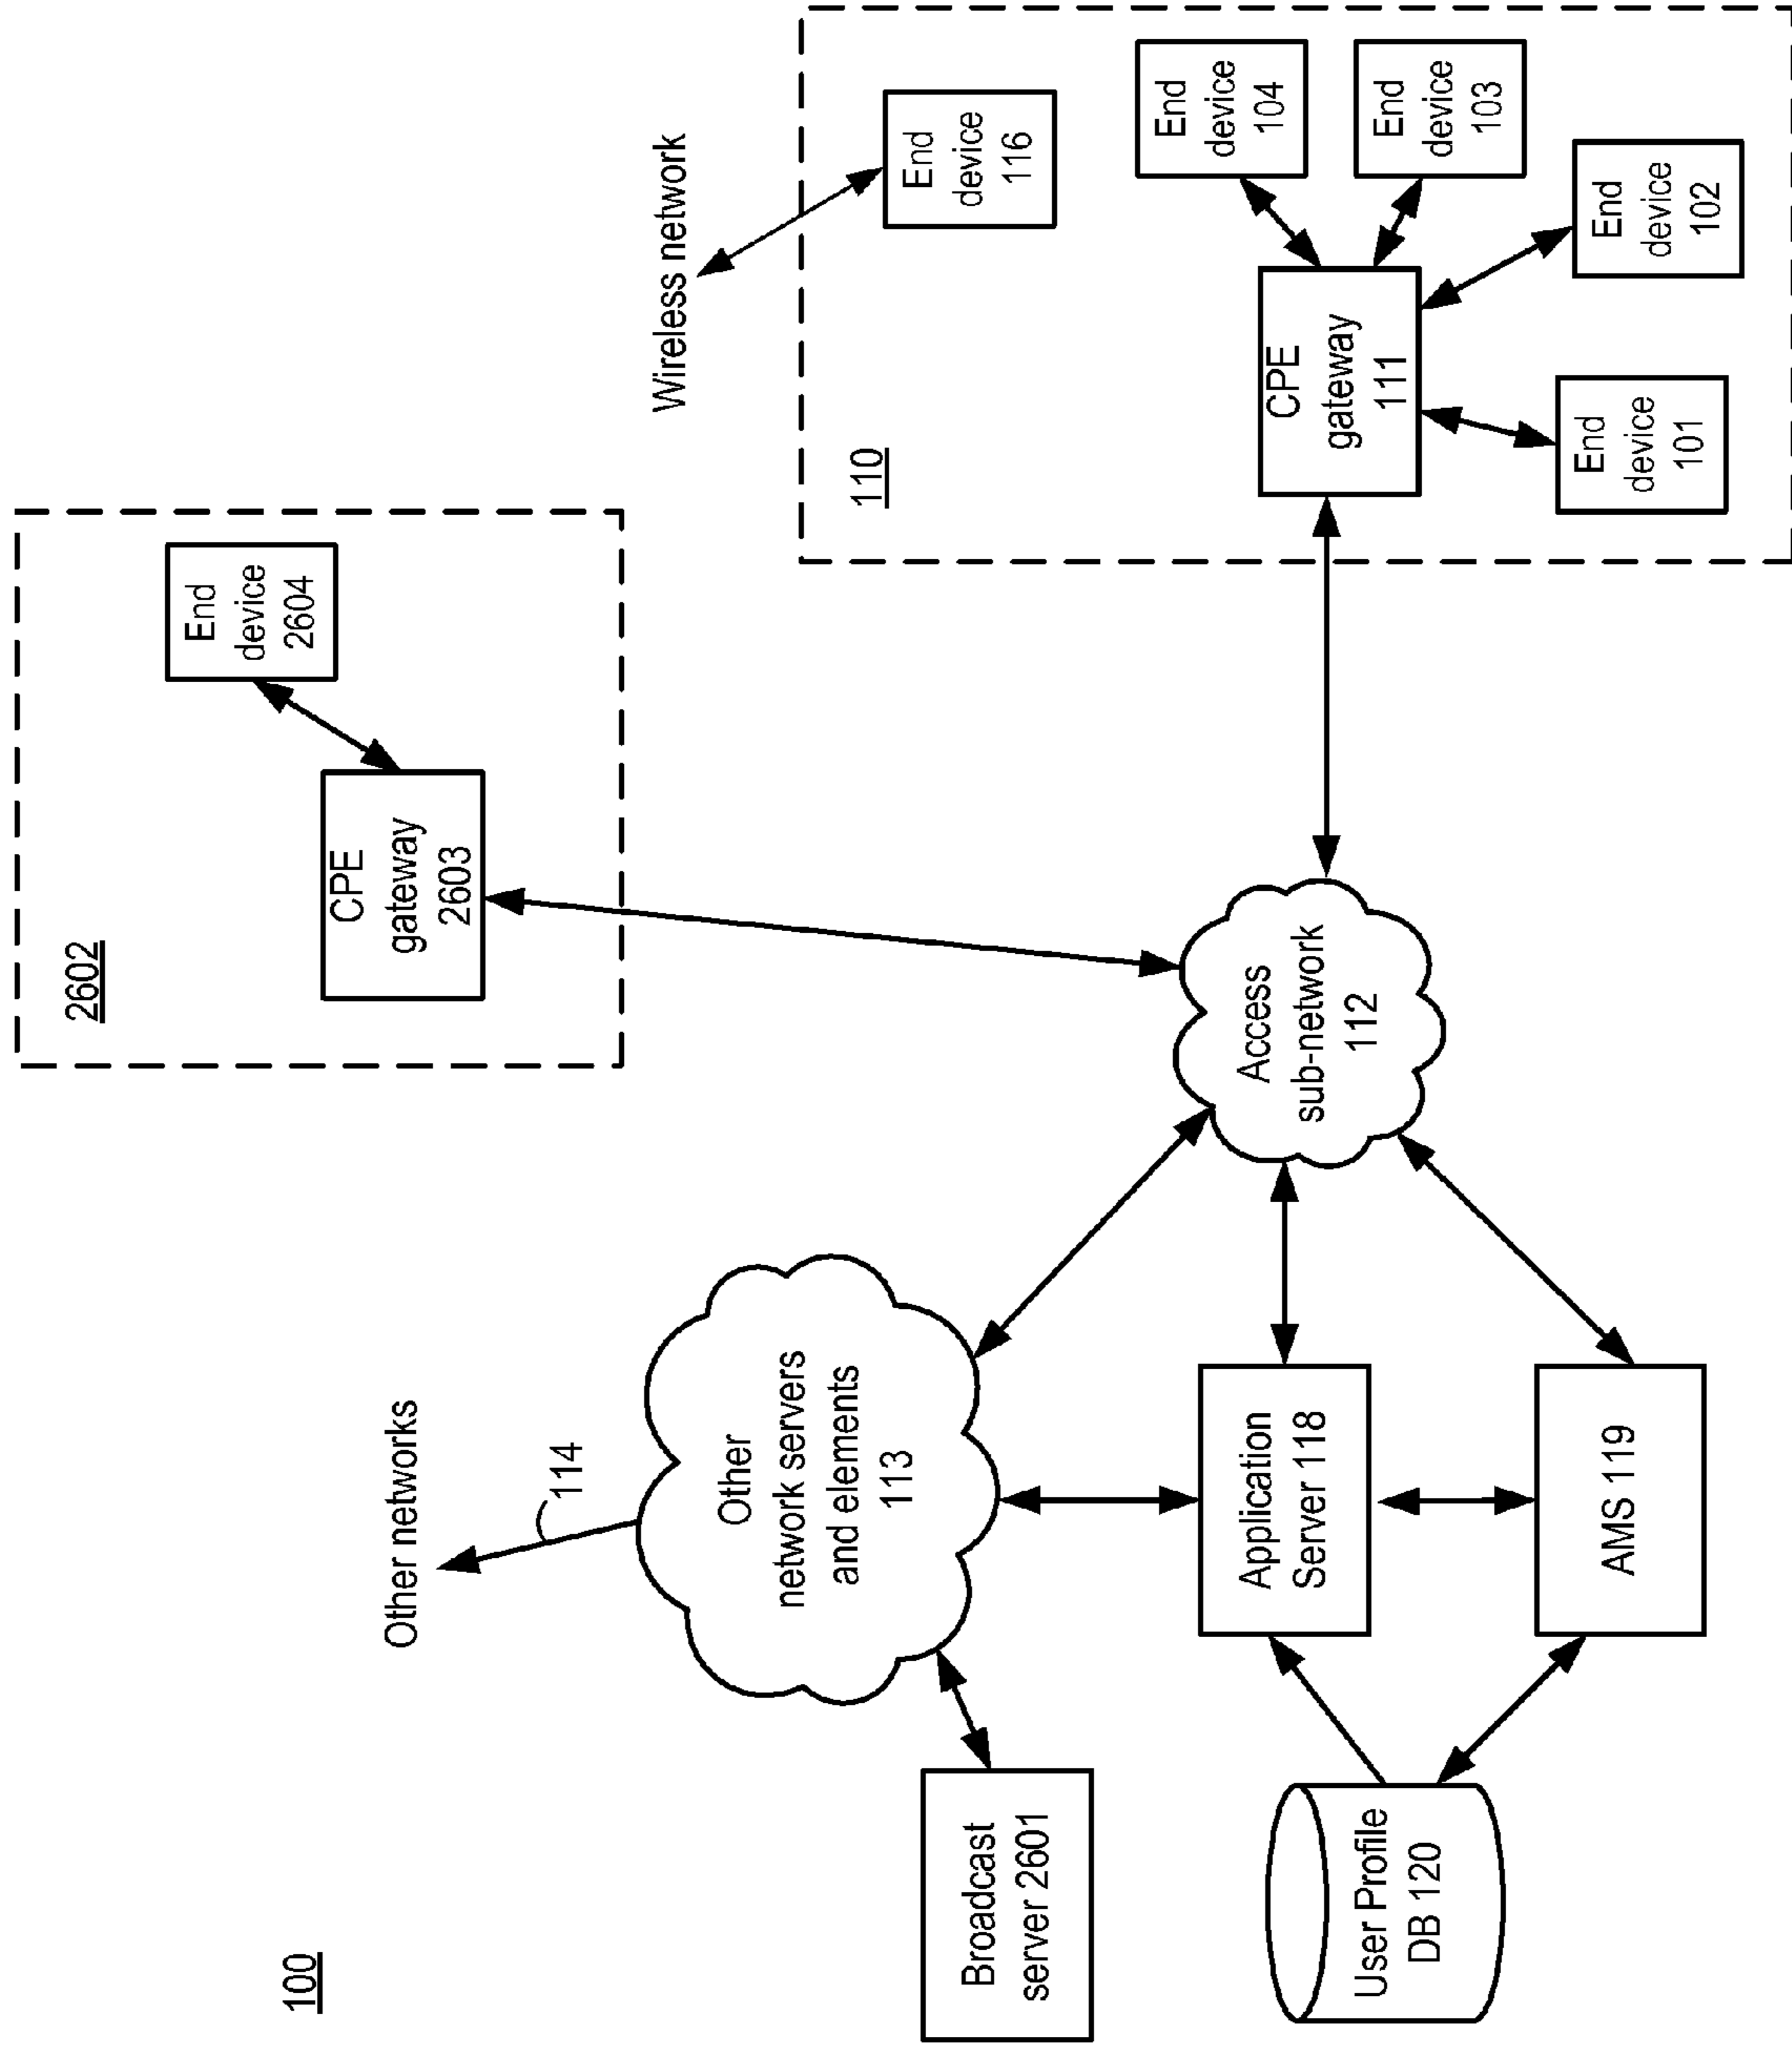 100
Other networks
114
Other
network servers
and elements
113
Broadcast
server 2601
User Profile
DB 120
Application
Server 118
AMS 119
Access
sub-network
112
2602
CPE
gateway
2603
End
device
2604
Wireless network
110
End
device
116
CPE
gateway
111
End
device
104
End
device
103
End
device
102
End
device
101